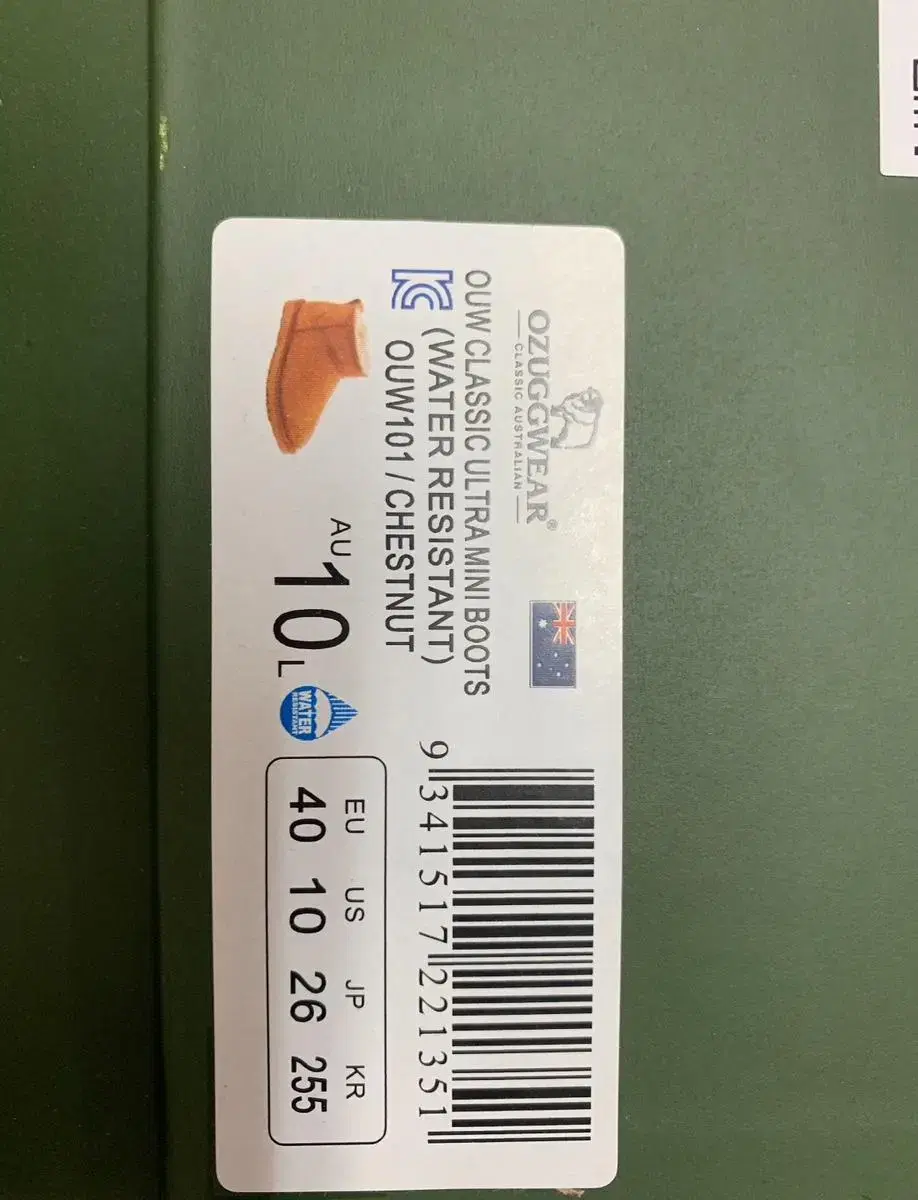 OZUGGWEAR®
CLASSIC AUSTRALIAN
OUW CLASSIC ULTRA MINI BOOTS
(WATER RESISTANT)
OUW101 / CHESTNUT
AU 10 L
WATER
RESISTANT
9 341517 221351
EU US JP KR
40 10 26 255